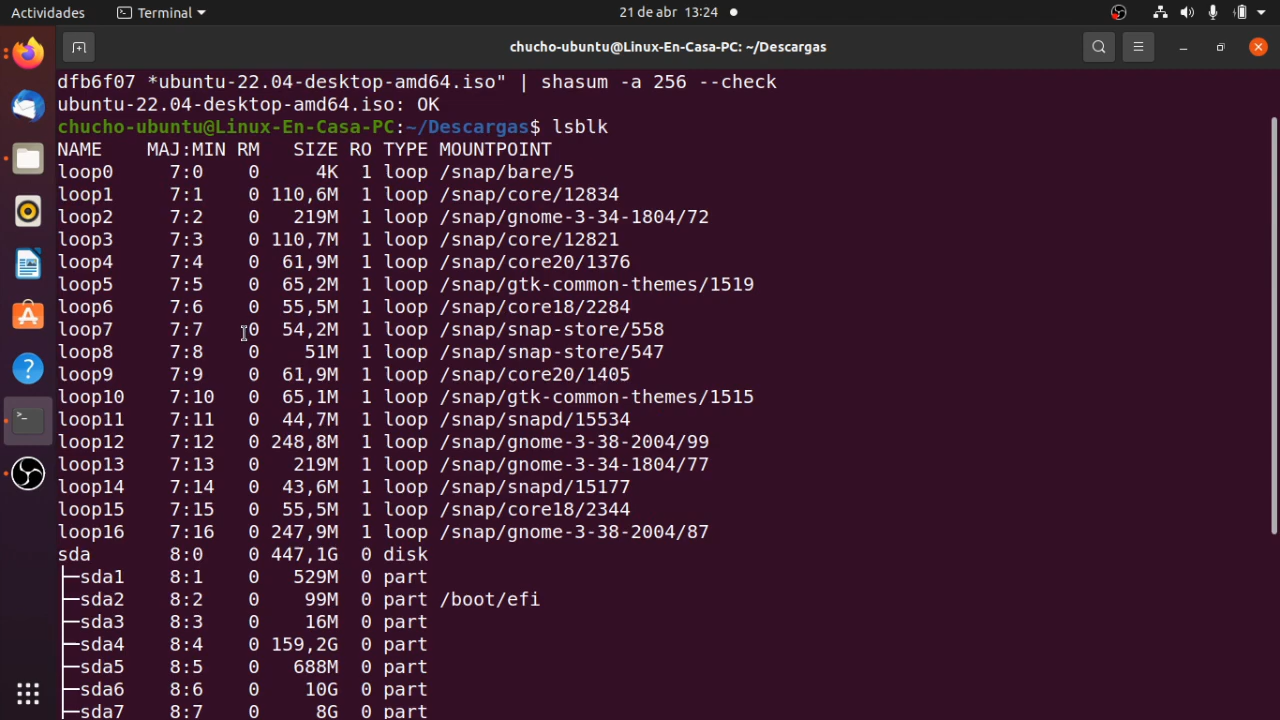 Actividades
Terminal
21 de abr 13:24
chucho-ubuntu@Linux-En-Casa-PC: ~/Descargas
dfb6f07 *ubuntu-22.04-desktop-amd64.iso" | shasum -a 256 --check
ubuntu-22.04-desktop-amd64.iso: OK
chucho-ubuntu@Linux-En-Casa-PC:~/Descargas$ lsblk
NAME    MAJ:MIN RM   SIZE RO TYPE MOUNTPOINT
loop0     7:0    0     4K  1 loop /snap/bare/5
loop1     7:1    0 110,6M  1 loop /snap/core/12834
loop2     7:2    0   219M  1 loop /snap/gnome-3-34-1804/72
loop3     7:3    0 110,7M  1 loop /snap/core/12821
loop4     7:4    0  61,9M  1 loop /snap/core20/1376
loop5     7:5    0  65,2M  1 loop /snap/gtk-common-themes/1519
loop6     7:6    0  55,5M  1 loop /snap/core18/2284
loop7     7:7    0  54,2M  1 loop /snap/snap-store/558
loop8     7:8    0    51M  1 loop /snap/snap-store/547
loop9     7:9    0  61,9M  1 loop /snap/core20/1405
loop10    7:10   0  65,1M  1 loop /snap/gtk-common-themes/1515
loop11    7:11   0  44,7M  1 loop /snap/snapd/15534
loop12    7:12   0 248,8M  1 loop /snap/gnome-3-38-2004/99
loop13    7:13   0   219M  1 loop /snap/gnome-3-34-1804/77
loop14    7:14   0  43,6M  1 loop /snap/snapd/15177
loop15    7:15   0  55,5M  1 loop /snap/core18/2344
loop16    7:16   0 247,9M  1 loop /snap/gnome-3-38-2004/87
sda       8:0    0 447,1G  0 disk
├─sda1    8:1    0   529M  0 part
├─sda2    8:2    0    99M  0 part /boot/efi
├─sda3    8:3    0    16M  0 part
├─sda4    8:4    0 159,2G  0 part
├─sda5    8:5    0   688M  0 part
├─sda6    8:6    0    10G  0 part
├─sda7    8:7    0     8G  0 part